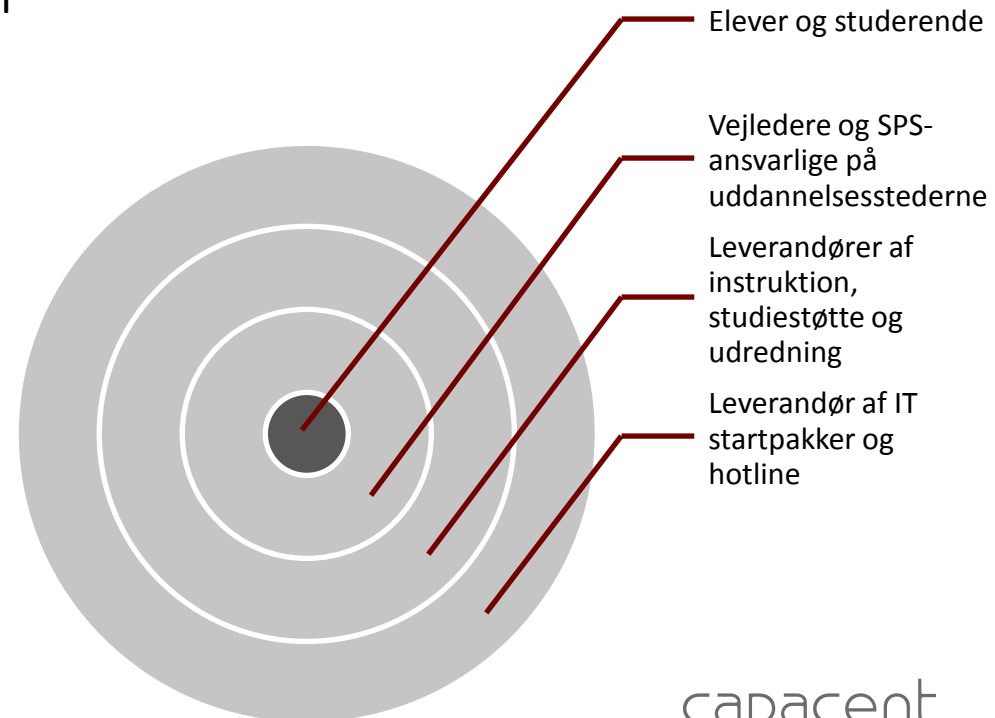 Elever og studerende
Vejledere og SPS-
ansvarlige på
uddannelsesstederne
Leverandører af
instruktion,
studiestøtte og
udredning
Leverandør af IT
startpakker og
hotline
capacent